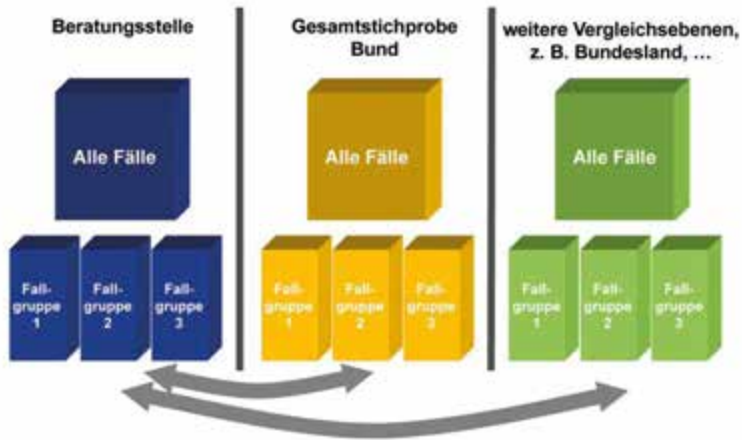 Beratungsstelle
Gesamtstichprobe
Bund
weitere Vergleichsebenen,
z. B. Bundesland, ...
Alle Fälle
Alle Fälle
Alle Fälle
Fall-
gruppe
1
Fall-
gruppe
2
Fall-
gruppe
3
Fall-
gruppe
1
Fall-
gruppe
2
Fall-
gruppe
3
Fall-
gruppe
1
Fall-
gruppe
2
Fall-
gruppe
3